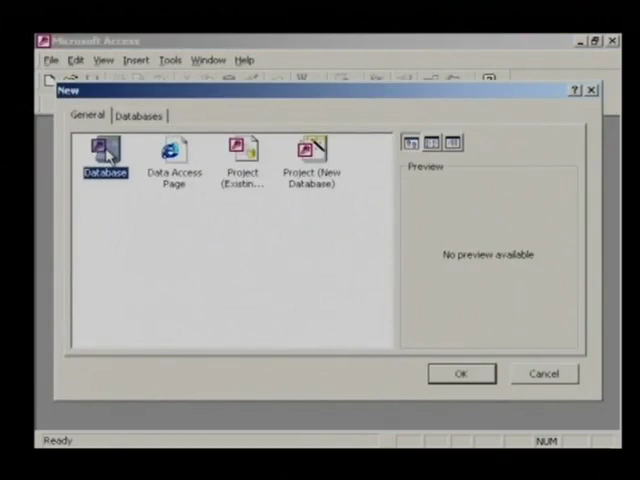 Microsoft Access
File Edit View Insert Tools Window Help
New
General Databases
Database
Data Access
Page
Project
(Existin...
Project (New
Database)
Preview
No preview available
OK Cancel
Ready NUM